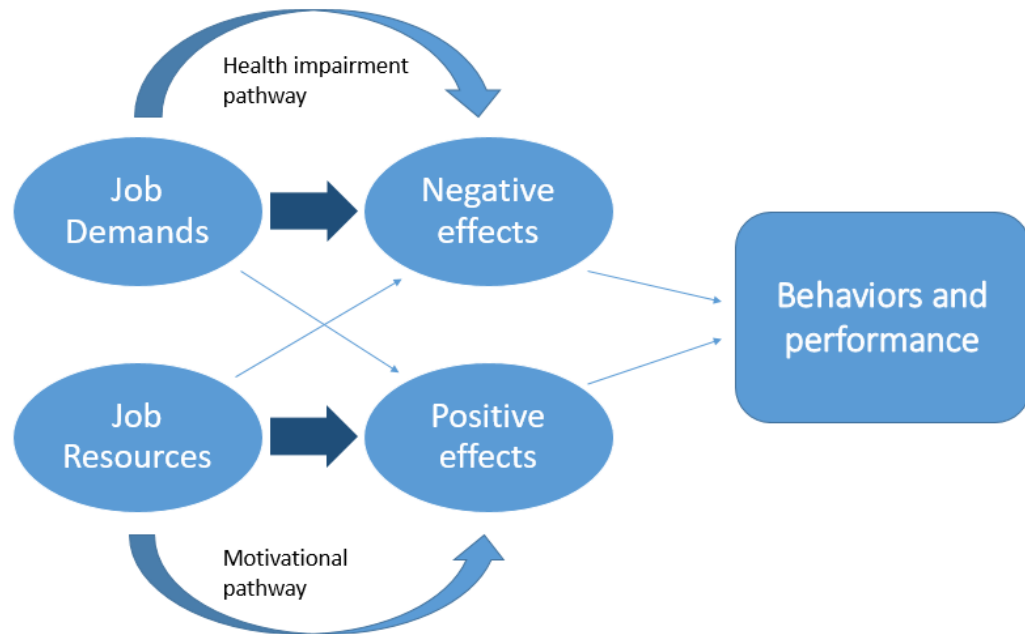 Health impairment
pathway
Job
Demands
Negative
effects
Behaviors and
performance
Job
Resources
Positive
effects
Motivational
pathway